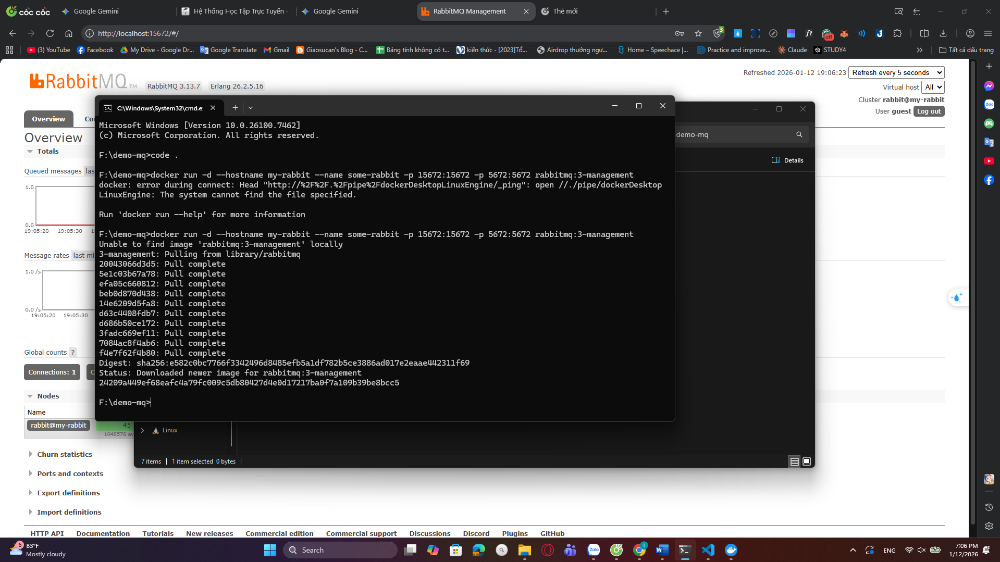 cốc cốc
Google Gemini
Hệ Thống Học Tập Trực Tuyến -
Google Gemini
RabbitMQ Management
Thẻ mới
http://localhost:15672/#/
3
off
(3) YouTube
Facebook
My Drive - Google Dr...
Google Translate
Gmail
Giaosucan's Blog - C...
Bảng tính không có t...
kiến thức - [2023]Tổ...
Airdrop thưởng ngư...
Home – Speechace |...
Practice and improve...
Claude
STUDY4
Tất cả dấu trang
RabbitMQ TM
RabbitMQ 3.13.7
Erlang 26.2.5.16
Refreshed 2026-01-12 19:06:23
Refresh every 5 seconds
Virtual host
All
Cluster rabbit@my-rabbit
User guest
Log out
Overview
Overview
Totals
Queued messages
1.0
0.0
19:05:20
19:05:30
Message rates
last mi
1.0 /s
0.0 /s
19:05:20
19:05:30
Global counts
?
Connections: 1
Nodes
Name
rabbit@my-rabbit
45
1048576 av
Churn statistics
Ports and contexts
Export definitions
Import definitions
HTTP API
Documentation
Tutorials
New releases
Commercial edition
Commercial support
Discussions
Discord
Plugins
GitHub
C:\Windows\System32\cmd.e
Microsoft Windows [Version 10.0.26100.7462]
(c) Microsoft Corporation. All rights reserved.
F:\demo-mq>code .
F:\demo-mq>docker run -d --hostname my-rabbit --name some-rabbit -p 15672:15672 -p 5672:5672 rabbitmq:3-management
docker: error during connect: Head "http://%2F%2F.%2Fpipe%2FdockerDesktopLinuxEngine/_ping": open //./pipe/dockerDesktop
LinuxEngine: The system cannot find the file specified.
Run 'docker run --help' for more information
F:\demo-mq>docker run -d --hostname my-rabbit --name some-rabbit -p 15672:15672 -p 5672:5672 rabbitmq:3-management
Unable to find image 'rabbitmq:3-management' locally
3-management: Pulling from library/rabbitmq
20043066d3d5: Pull complete
5e1c03b67a78: Pull complete
efa05c660812: Pull complete
beb0d870d438: Pull complete
14e6209d5fa8: Pull complete
d63c4408fdb7: Pull complete
d686b50ce172: Pull complete
3fadc669ef11: Pull complete
7084ac8f4ab6: Pull complete
f4e7f62f4b80: Pull complete
Digest: sha256:e582c0bc7766f3342496d8485efb5a1df782b5ce3886ad017e2eaae442311f69
Status: Downloaded newer image for rabbitmq:3-management
24209a449ef68eafc4a79fc009c5db80427d4e0d17217ba0f7a109b39be8bcc5
F:\demo-mq>
demo-mq
Details
Linux
7 items
1 item selected 0 bytes
6
83°F
Mostly cloudy
Search
Zalo
T
ENG
7:06 PM
1/12/2026